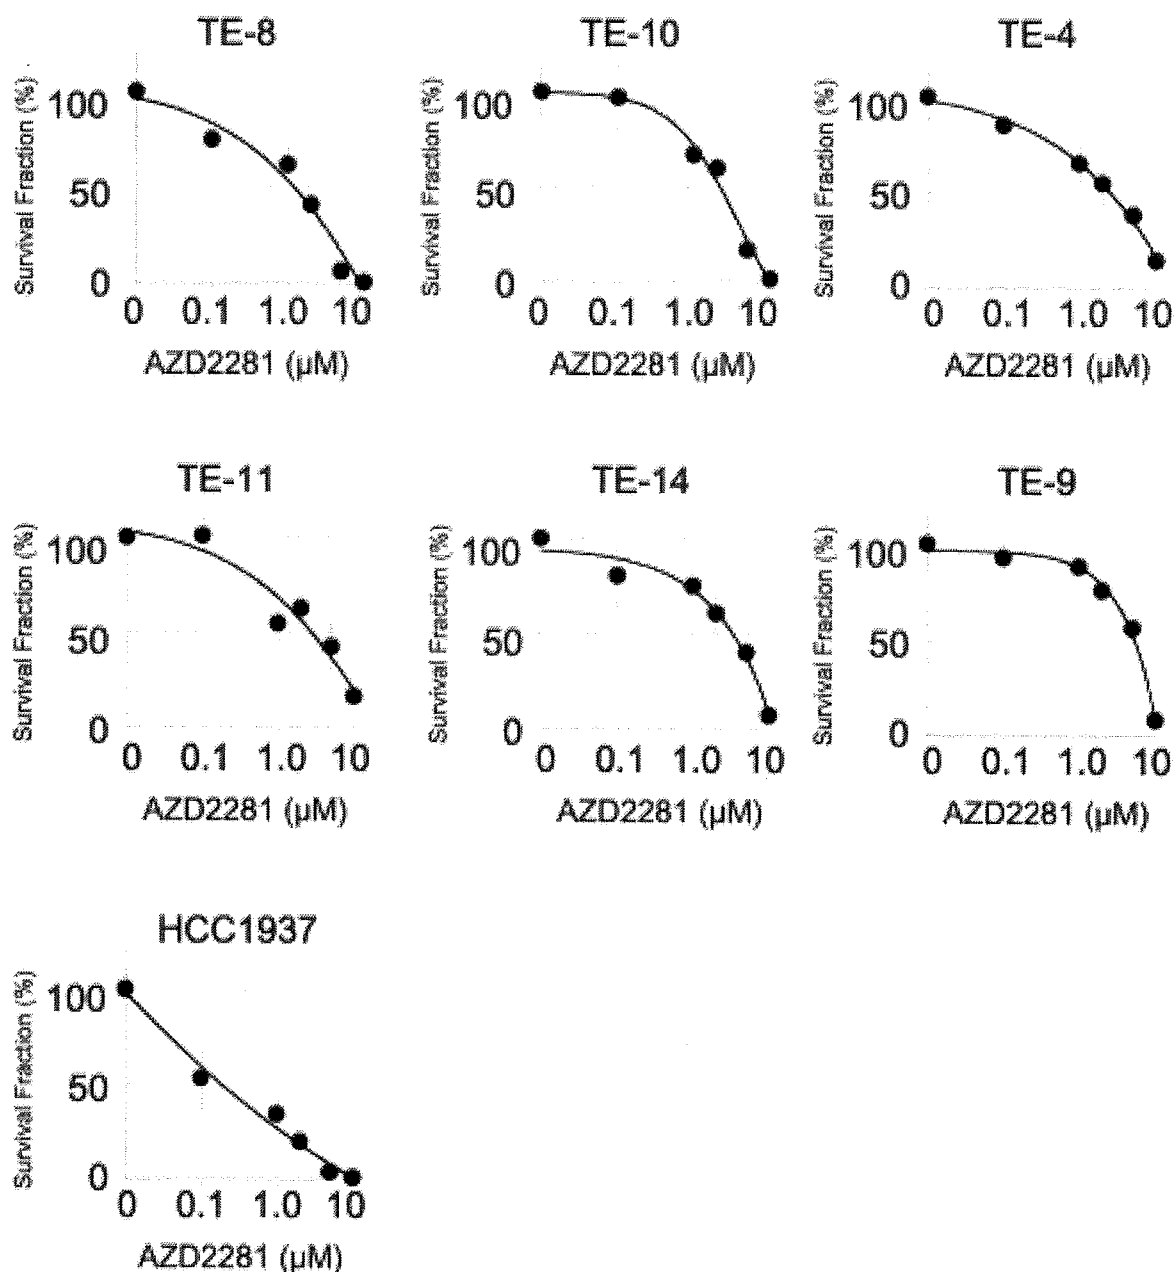 TE-8 TE-10 TE-4
Survival Fraction (%) Survival Fraction (%) Survival Fraction (%)
100 100 100
50 50 50
0 0 0
0 0.1 1.0 10 0 0.1 1.0 10 0 0.1 1.0 10
AZD2281 (µM) AZD2281 (µM) AZD2281 (µM)
TE-11 TE-14 TE-9
Survival Fraction (%) Survival Fraction (%) Survival Fraction (%)
100 100 100
50 50 50
0 0 0
0 0.1 1.0 10 0 0.1 1.0 10 0 0.1 1.0 10
AZD2281 (µM) AZD2281 (µM) AZD2281 (µM)
HCC1937
Survival Fraction (%)
100
50
0
0 0.1 1.0 10
AZD2281 (µM)